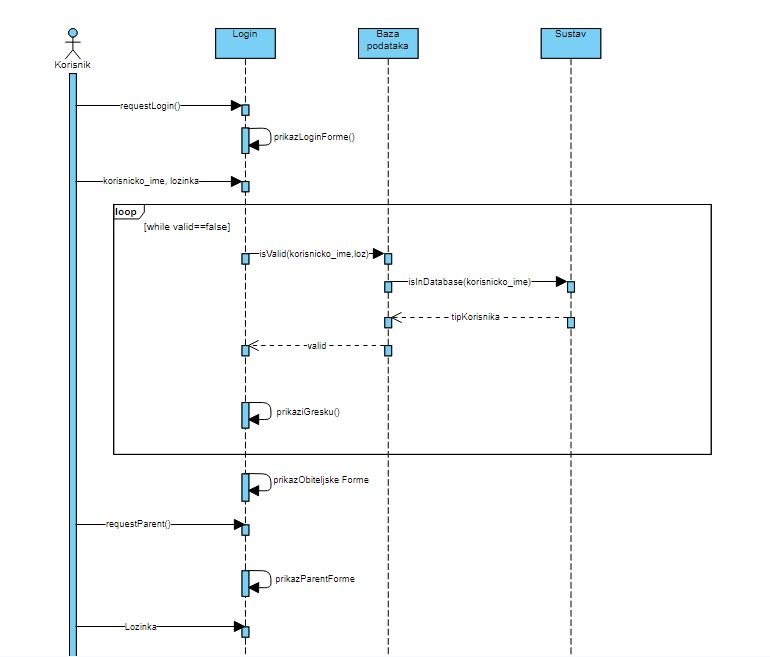 Login
Baza
podataka
Sustav
Korisnik
requestLogin()
prikazLoginForme()
korisnicko_ime, lozinka
loop
[while valid==false]
isValid(korisnicko_ime,loz)
isInDatabase(korisnicko_ime)
tipKorisnika
valid
prikaziGresku()
prikazObiteljske Forme
requestParent()
prikazParentForme
Lozinka